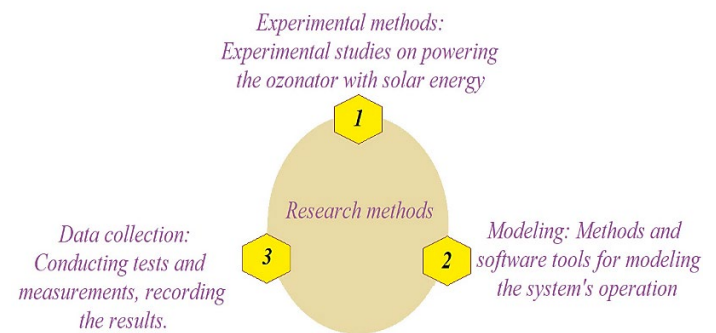 Experimental methods:
Experimental studies on powering
the ozonator with solar energy
1
Research methods
2
Modeling: Methods and
software tools for modeling
the system's operation
3
Data collection:
Conducting tests and
measurements, recording
the results.